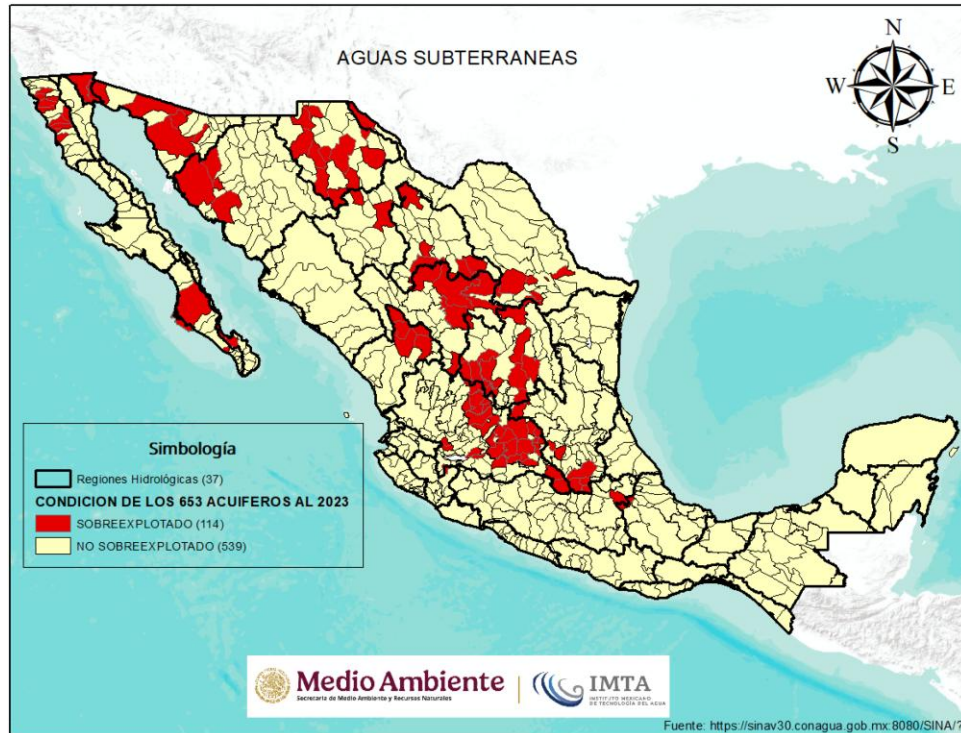 AGUAS SUBTERRANEAS
N
W
E
S
Simbología
Regiones Hidrológicas (37)
CONDICION DE LOS 653 ACUIFEROS AL 2023
SOBREEXPLOTADO (114)
NO SOBREEXPLOTADO (539)
Medio Ambiente
Secretaría de Medio Ambiente y Recursos Naturales
IMTA
INSTITUTO MEXICANO
DE TECNOLOGÍA DEL AGUA
Fuente: https://sinav30.conagua.gob.mx:8080/SINA/?